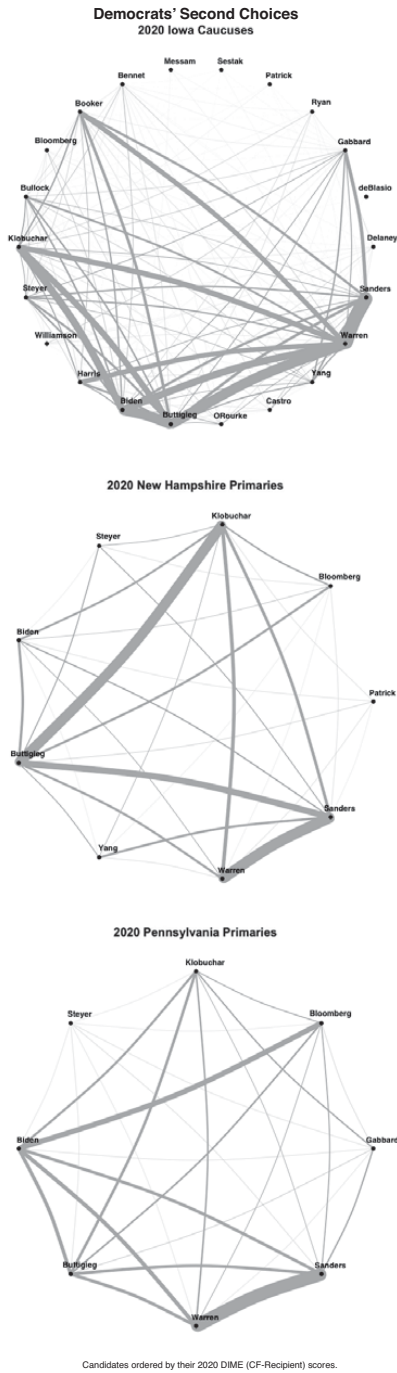 Democrats' Second Choices
2020 Iowa Caucuses
Messam Sestak
Bennet Patrick
Booker Ryan
Bloomberg Gabbard
Bullock deBlasio
Klobuchar Delaney
Steyer Sanders
Williamson Warren
Harris Yang
Biden Castro
Buttigieg ORourke
2020 New Hampshire Primaries
Klobuchar
Steyer
Bloomberg
Biden
Patrick
Buttigieg
Sanders
Yang
Warren
2020 Pennsylvania Primaries
Klobuchar
Steyer Bloomberg
Biden Gabbard
Buttigieg Sanders
Warren
Candidates ordered by their 2020 DIME (CF-Recipient) scores.